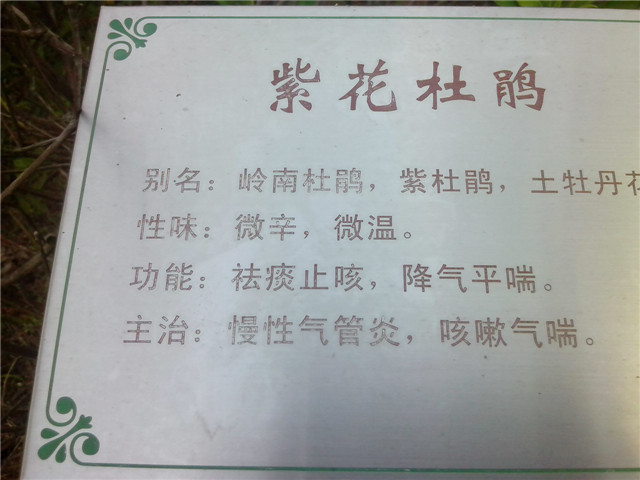 紫花杜鹃
别名：岭南杜鹃，紫杜鹃，土牡丹花
性味：微辛，微温。
功能：祛痰止咳，降气平喘。
主治：慢性气管炎，咳嗽气喘。